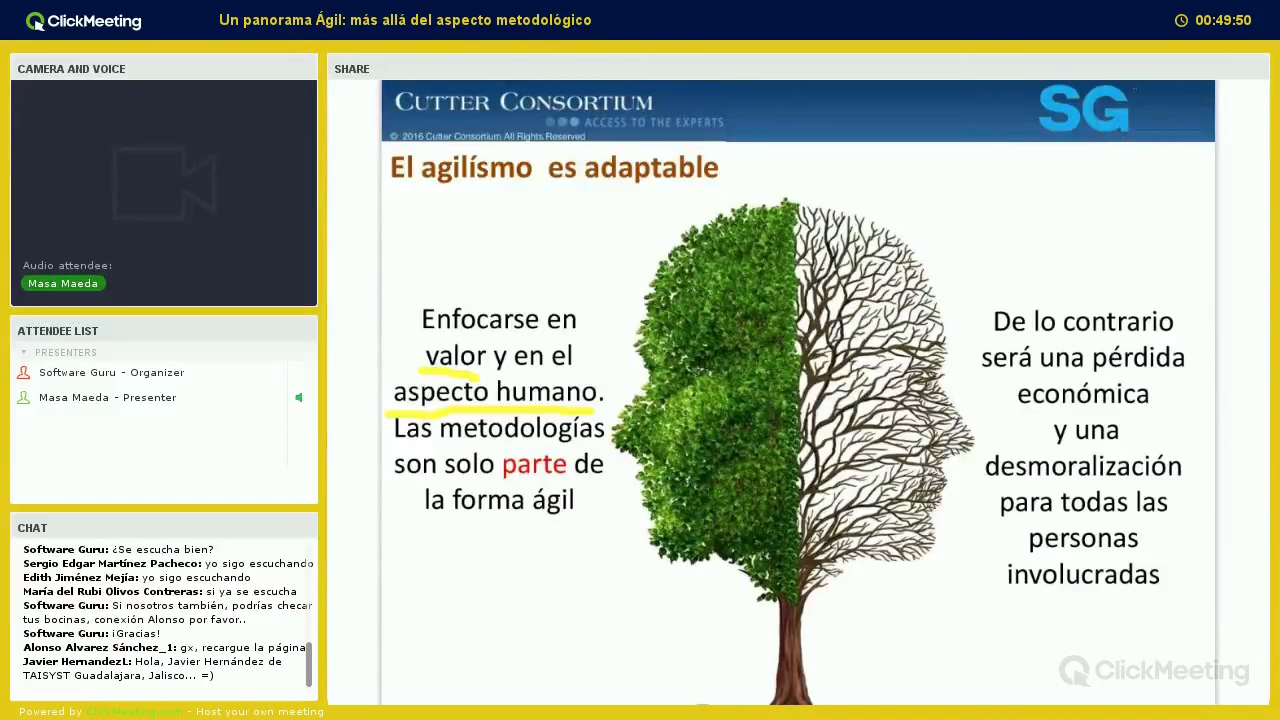 ClickMeeting
Un panorama Ágil: más allá del aspecto metodológico
00:49:50
CAMERA AND VOICE
Audio attendee:
Masa Maeda
ATTENDEE LIST
PRESENTERS
Software Guru - Organizer
Masa Maeda - Presenter
CHAT
Software Guru: ¿Se escucha bien?
Sergio Edgar Martínez Pacheco: yo sigo escuchando
Edith Jiménez Mejía: yo sigo escuchando
María del Rubi Olivos Contreras: si ya se escucha
Software Guru: Si nosotros también, podrías checar
tus bocinas, conexión Alonso por favor..
Software Guru: ¡Gracias!
Alonso Alvarez Sánchez_1: gx, recargue la página
Javier HernandezL: Hola, Javier Hernández de
TAISYST Guadalajara, Jalisco... =)
Powered by ClickMeeting.com - Host your own meeting
SHARE
CUTTER CONSORTIUM
ACCESS TO THE EXPERTS
© 2016 Cutter Consortium All Rights Reserved
SG
El agilísmo es adaptable
Enfocarse en
valor y en el
aspecto humano.
Las metodologías
son solo parte de
la forma ágil
De lo contrario
será una pérdida
económica
y una
desmoralización
para todas las
personas
involucradas
ClickMeeting